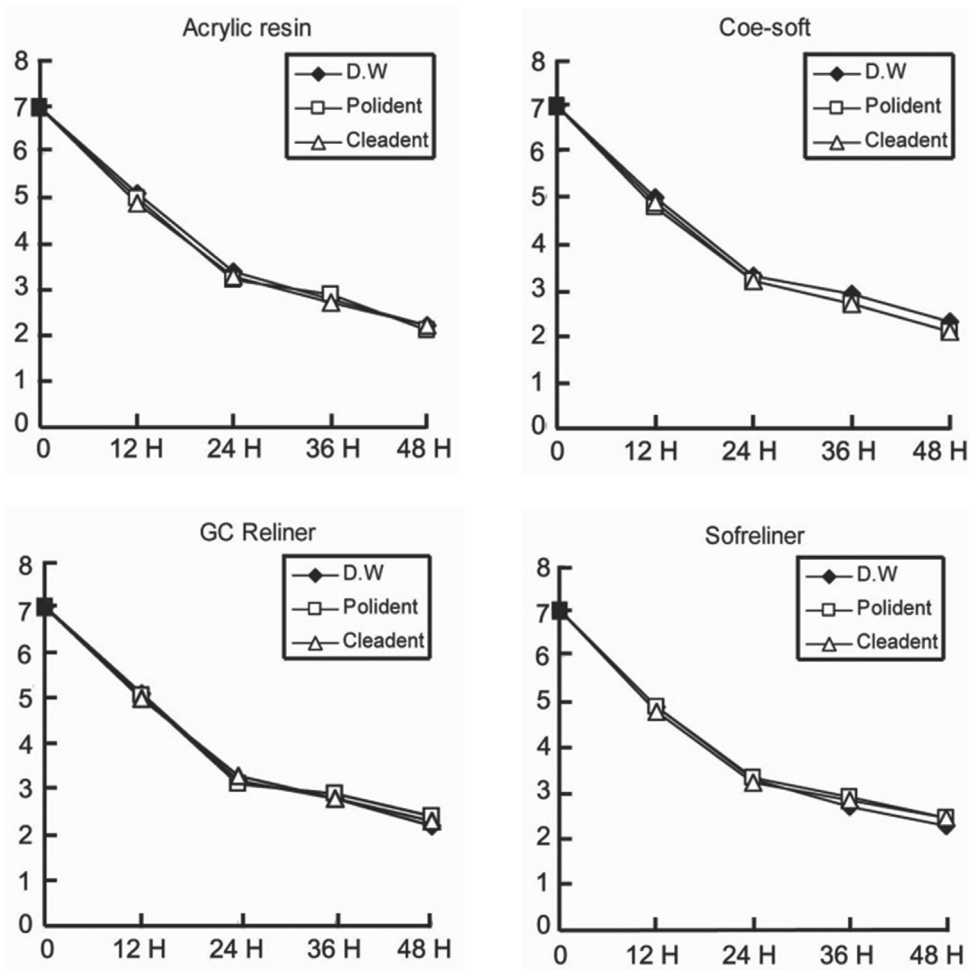 Acrylic resin
8
7
6
5
4
3
2
1
0
D.W
Polident
Cleadent
0 12 H 24 H 36 H 48 H
Coe-soft
8
7
6
5
4
3
2
1
0
D.W
Polident
Cleadent
0 12 H 24 H 36 H 48 H
GC Reliner
8
7
6
5
4
3
2
1
0
D.W
Polident
Cleadent
0 12 H 24 H 36 H 48 H
Sofreliner
8
7
6
5
4
3
2
1
0
D.W
Polident
Cleadent
0 12 H 24 H 36 H 48 H